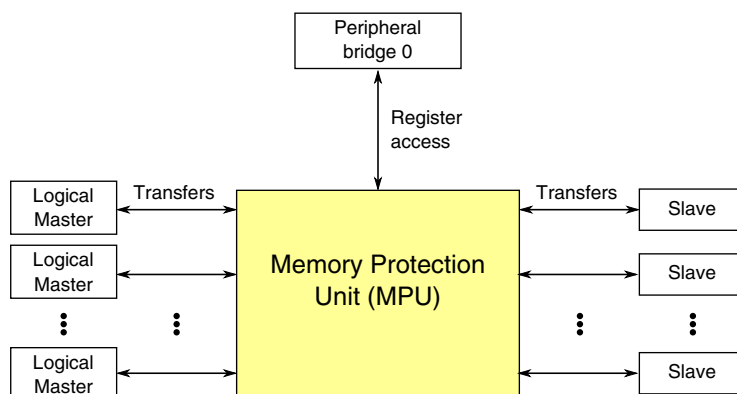 Peripheral
bridge 0
Register
access
Logical
Master
Transfers
Transfers
Slave
Memory Protection
Unit (MPU)
Logical
Master
Slave
Logical
Master
Slave